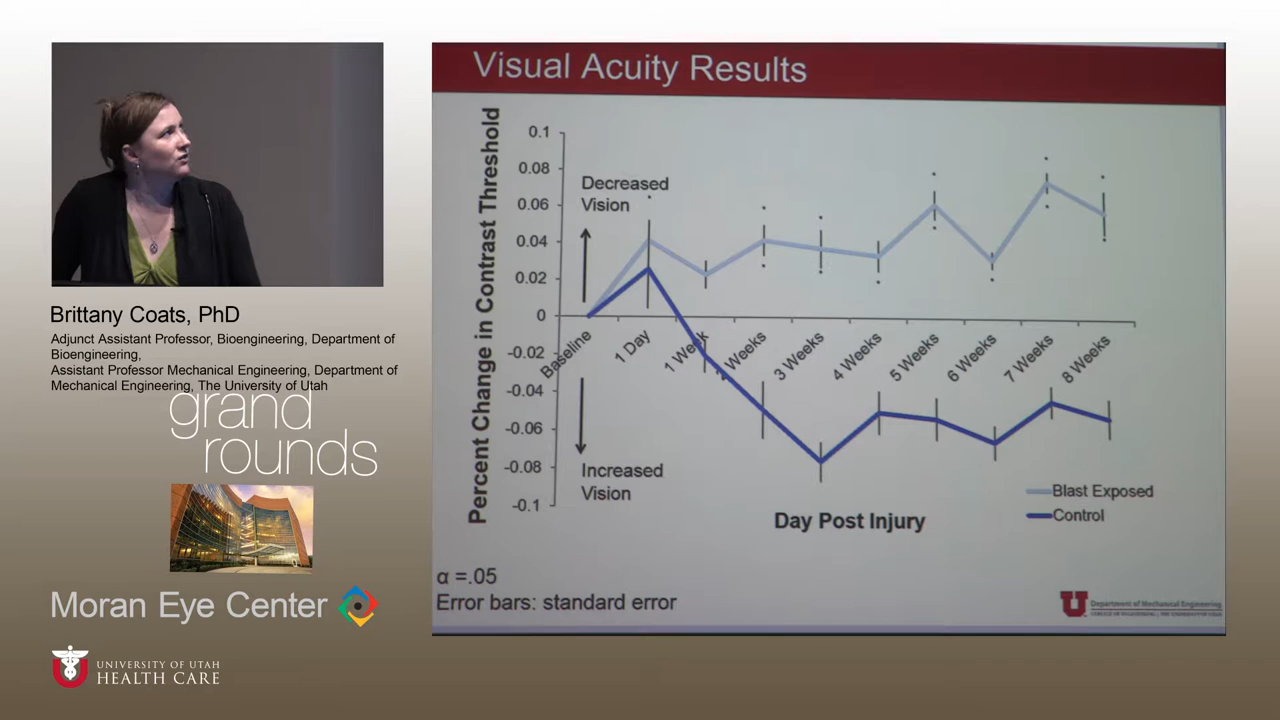 Visual Acuity Results
Percent Change in Contrast Threshold
0.1
0.08
0.06
0.04
0.02
0
-0.02
-0.04
-0.06
-0.08
-0.1
Decreased
Vision
Increased
Vision
Baseline
1 Day
1 Week
2 Weeks
3 Weeks
4 Weeks
5 Weeks
6 Weeks
7 Weeks
8 Weeks
Blast Exposed
Control
Day Post Injury
α =.05
Error bars: standard error
U
Department of Mechanical Engineering
Brittany Coats, PhD
Adjunct Assistant Professor, Bioengineering, Department of
Bioengineering,
Assistant Professor Mechanical Engineering, Department of
Mechanical Engineering, The University of Utah
grand
rounds
Moran Eye Center
UNIVERSITY OF UTAH
HEALTH CARE